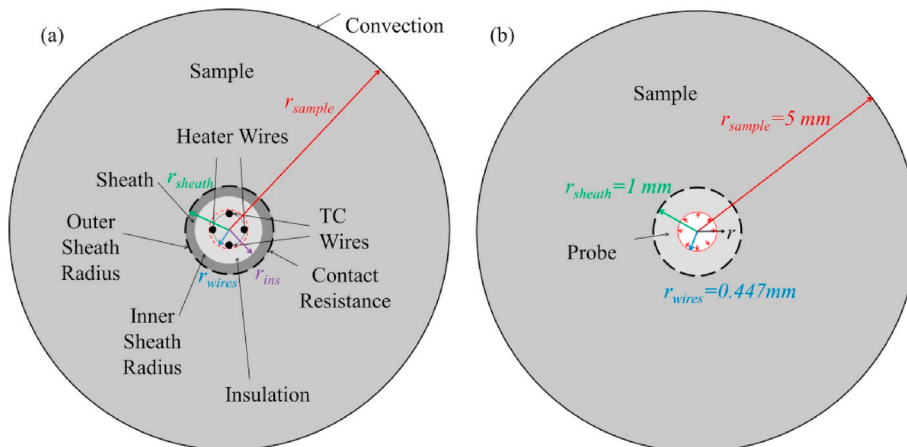 (a)
Convection
Sample
r_sample
Heater Wires
Sheath
r_sheath
Outer
Sheath
Radius
TC
Wires
r_wires
r_ins
Contact
Resistance
Inner
Sheath
Radius
Insulation
(b)
Sample
r_sample=5 mm
r_sheath=1 mm
r
Probe
r_wires=0.447mm